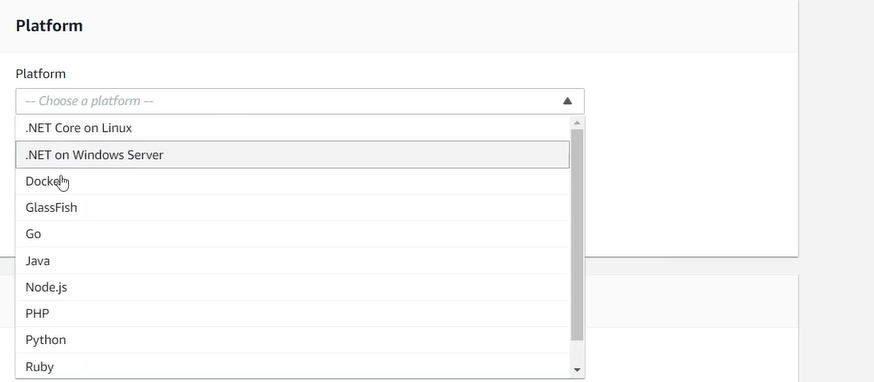 Platform
Platform
-- Choose a platform --
.NET Core on Linux
.NET on Windows Server
Docke
GlassFish
Go
Java
Node.js
PHP
Python
Ruby